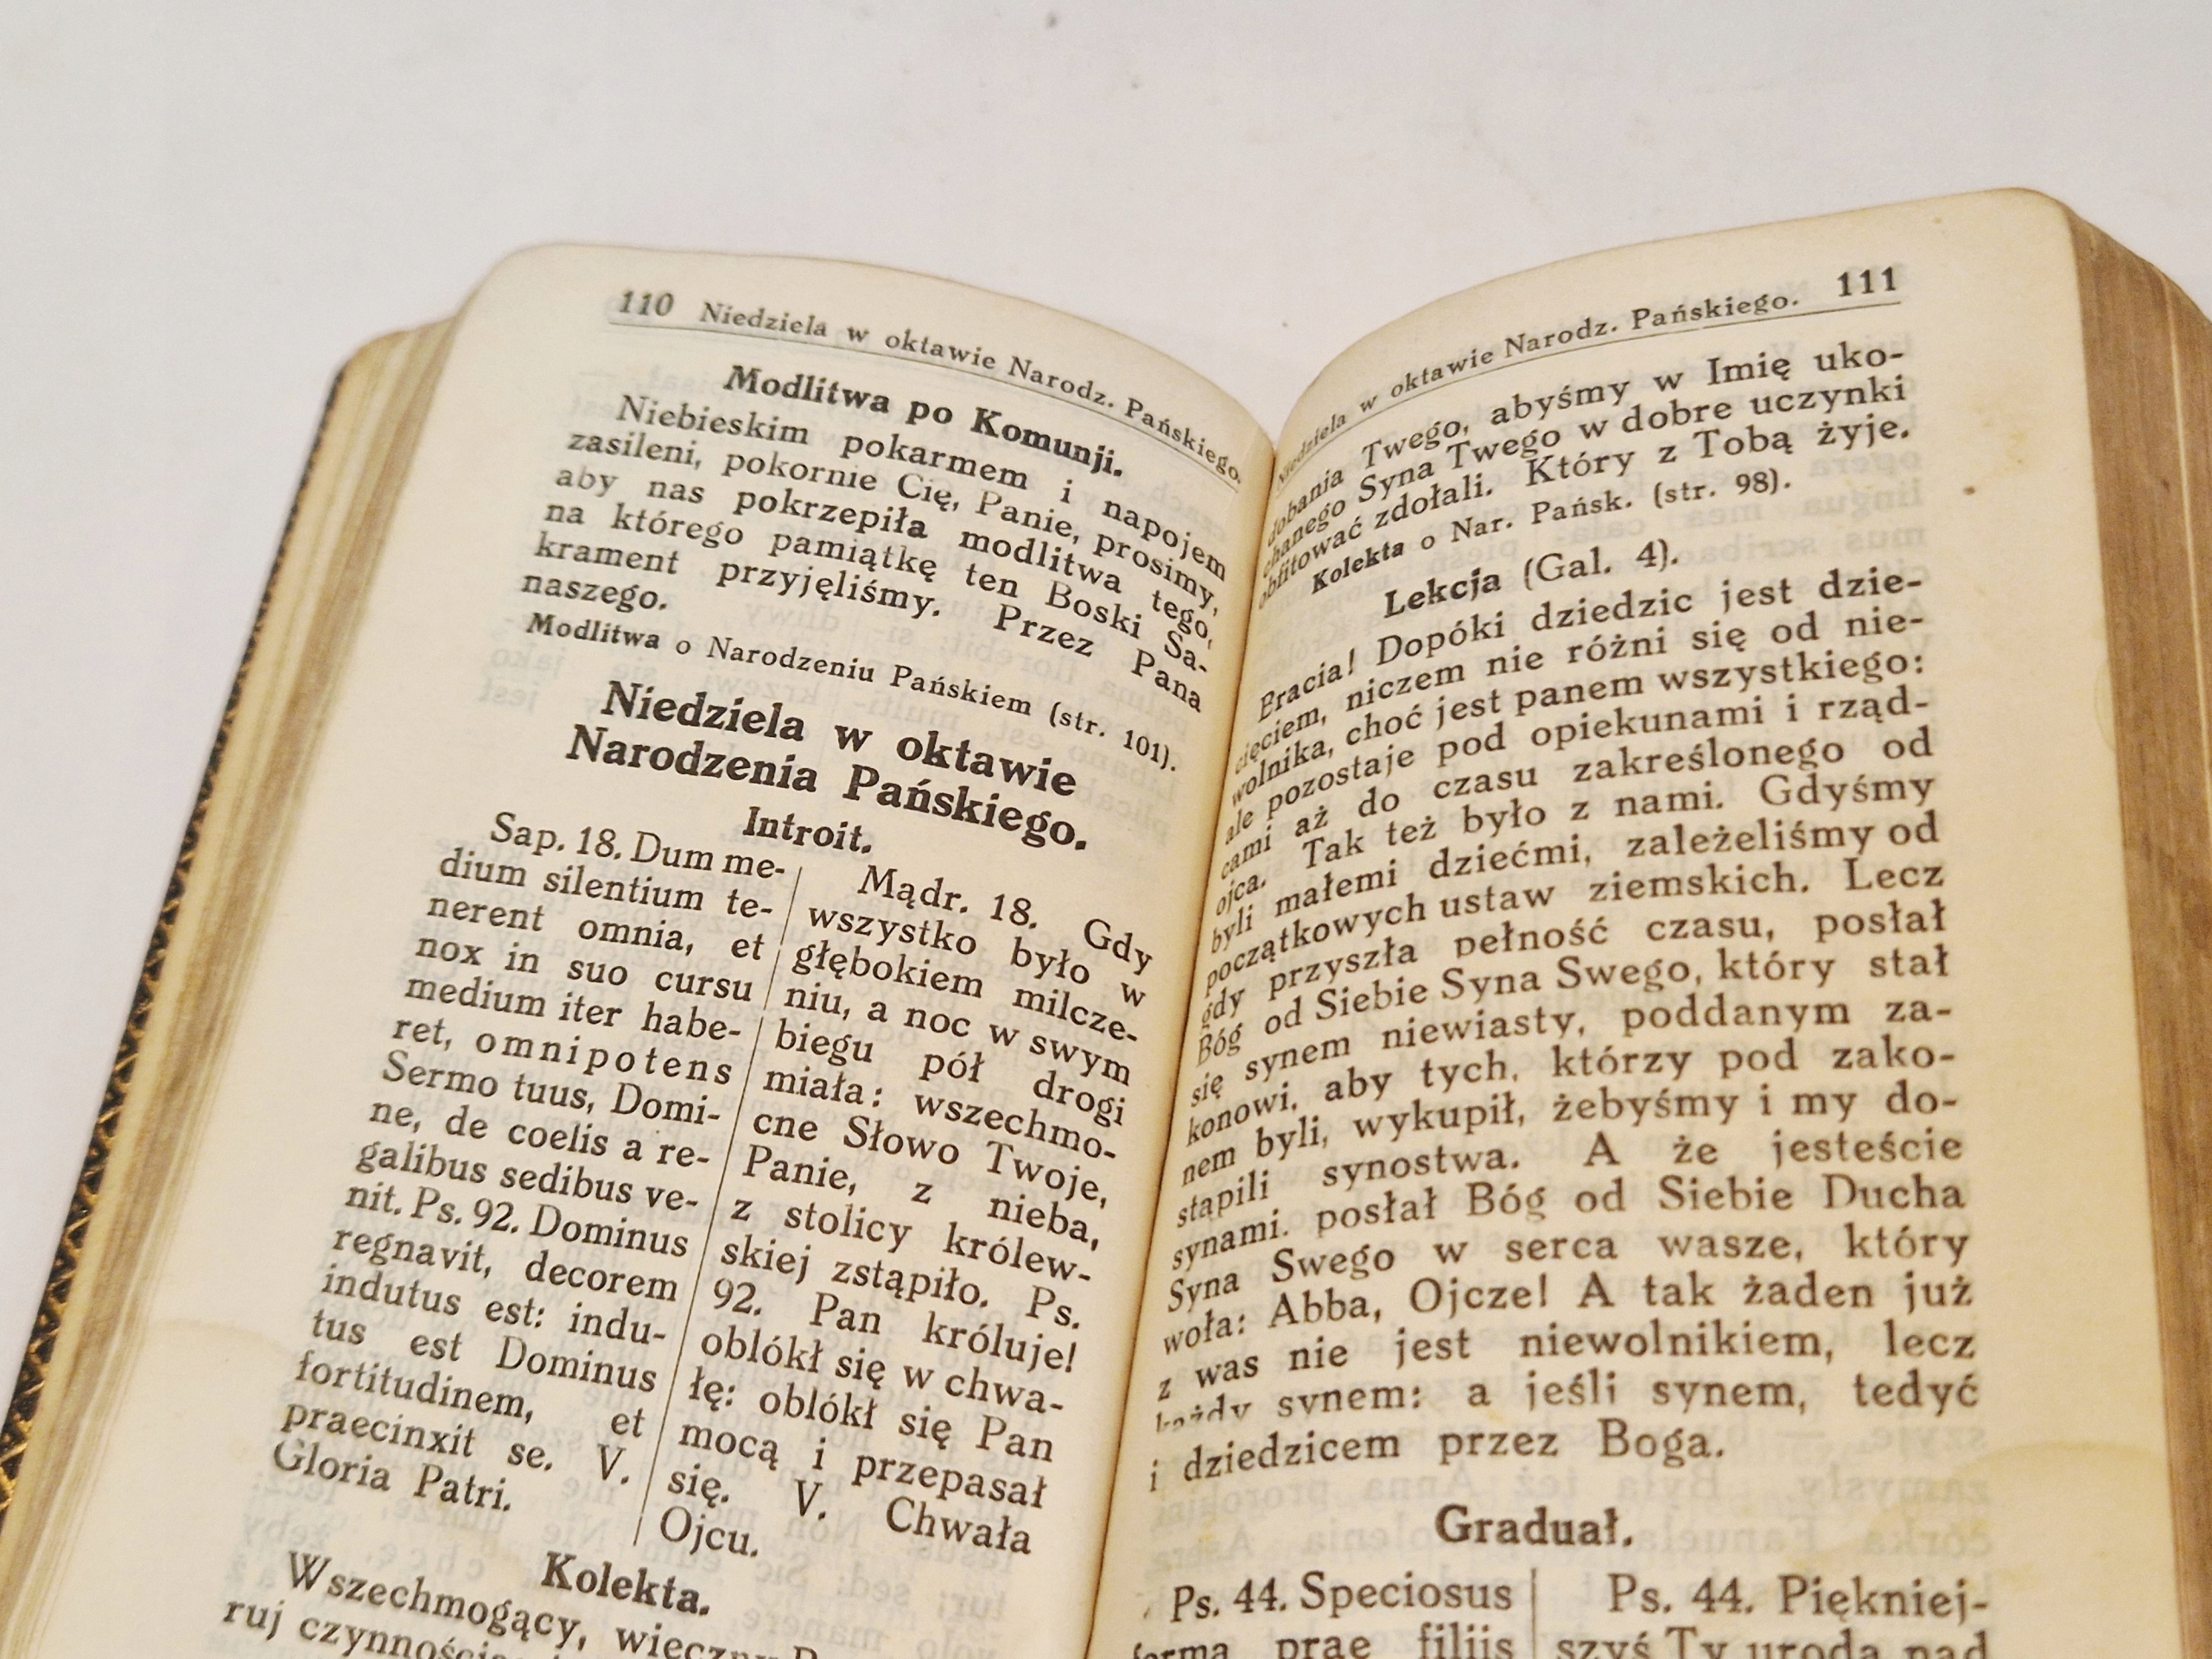 110 Niedziela w oktawie Narodz. Pańskiego.
Modlitwa po Komunji.
Niebieskim pokarmem i napojem
zasileni, pokornie Cię, Panie, prosimy,
aby nas pokrzepiła modlitwa tego,
na którego pamiątkę ten Boski Sa-
krament przyjęliśmy. Przez Pana
naszego.
Modlitwa o Narodzeniu Pańskiem (str. 101).
Niedziela w oktawie
Narodzenia Pańskiego.
Introit.
Sap. 18. Dum me-
dium silentium te-
nerent omnia, et
nox in suo cursu
medium iter habe-
ret, omnipotens
Sermo tuus, Domi-
ne, de coelis a re-
galibus sedibus ve-
nit. Ps. 92. Dominus
regnavit, decorem
indutus est: indu-
tus est Dominus
fortitudinem, et
praecinxit se. V.
Gloria Patri.
Mądr. 18. Gdy
wszystko było w
głębokiem milcze-
niu, a noc w swym
biegu pół drogi
miała: wszechmo-
cne Słowo Twoje,
Panie, z nieba,
z stolicy królew-
skiej zstąpiło. Ps.
92. Pan króluje!
oblókł się w chwa-
łę: oblókł się Pan
mocą i przepasał
się. V. Chwała
Ojcu.
Kolekta.
Wszechmogący, wieczny
ruj
Niedziela w oktawie Narodz. Pańskiego. 111
dobania Twego, abyśmy w Imię uko-
chanego Syna Twego w dobre uczynki
obfitować zdołali. Który z Tobą żyje.
Kolekta o Nar. Pańsk. (str. 98).
Lekcja (Gal. 4).
Bracia! Dopóki dziedzic jest dzie-
cięciem, niczem nie różni się od nie-
wolnika, choć jest panem wszystkiego:
ale pozostaje pod opiekunami i rząd-
cami aż do czasu zakreślonego od
ojca. Tak też było z nami. Gdyśmy
byli małemi dziećmi, zależeliśmy od
początkowych ustaw ziemskich. Lecz
gdy przyszła pełność czasu, posłał
Bóg od Siebie Syna Swego, który stał
się synem niewiasty, poddanym za-
konowi, aby tych, którzy pod zako-
nem byli, wykupił, żebyśmy i my do-
stąpili synostwa. A że jesteście
synami, posłał Bóg od Siebie Ducha
Syna Swego w serca wasze, który
woła: Abba, Ojcze! A tak żaden już
z was nie jest niewolnikiem, lecz
każdy synem: a jeśli synem, tedyć
i dziedzicem przez Boga.
Graduał.
Ps. 44. Speciosus
forma prae filiis
Ps. 44. Piękniej-
szyś Ty urodą nad